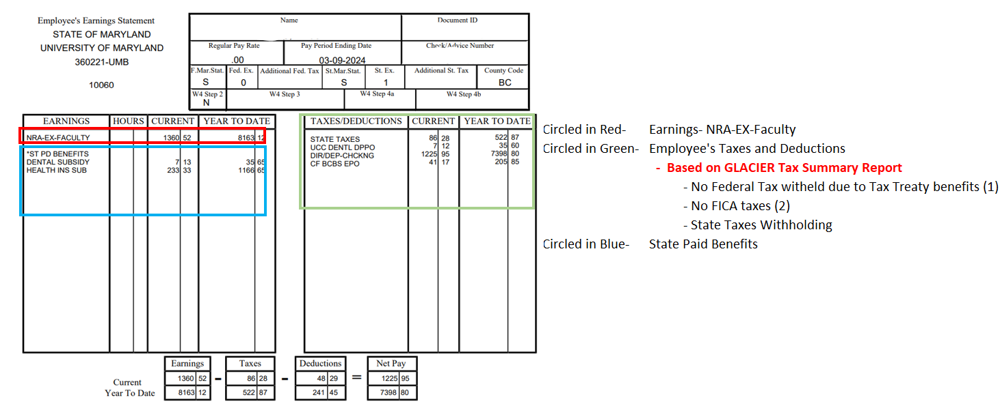 Employee's Earnings Statement
STATE OF MARYLAND
UNIVERSITY OF MARYLAND
360221-UMB
10060
Name Document ID
Regular Pay Rate Pay Period Ending Date Check/Advice Number
.00 03-09-2024
F.Mar.Stat. Fed. Ex. Additional Fed. Tax St.Mar.Stat. St. Ex. Additional St. Tax County Code
S 0 S 1 BC
W4 Step 2 W4 Step 3 W4 Step 4a W4 Step 4b
N
EARNINGS HOURS CURRENT YEAR TO DATE
NRA-EX-FACULTY 1360 52 8163 12
*ST PD BENEFITS
DENTAL SUBSIDY 7 13 35 65
HEALTH INS SUB 233 33 1166 65
TAXES/DEDUCTIONS CURRENT YEAR TO DATE
STATE TAXES 86 28 522 87
UCC DENTL DPPO 7 12 35 60
DIR/DEP-CHCKNG 1225 95 7398 80
CF BCBS EPO 41 17 205 85
Circled in Red- Earnings- NRA-EX-Faculty
Circled in Green- Employee's Taxes and Deductions
- Based on GLACIER Tax Summary Report
- No Federal Tax witheld due to Tax Treaty benefits (1)
- No FICA taxes (2)
- State Taxes Withholding
Circled in Blue- State Paid Benefits
Earnings Taxes Deductions Net Pay
Current 1360 52 - 86 28 - 48 29 = 1225 95
Year To Date 8163 12 522 87 241 45 7398 80